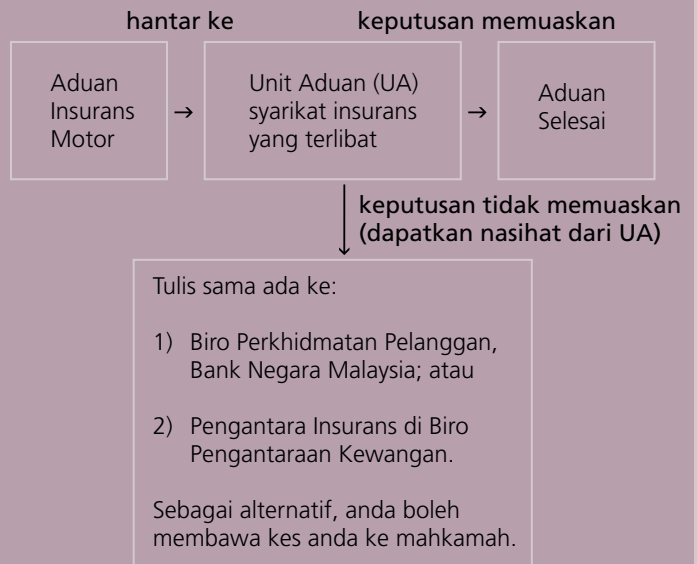 hantar ke
keputusan memuaskan
Aduan
Insurans
Motor
→
Unit Aduan (UA)
syarikat insurans
yang terlibat
→
Aduan
Selesai
keputusan tidak memuaskan
(dapatkan nasihat dari UA)
Tulis sama ada ke:
1) Biro Perkhidmatan Pelanggan,
Bank Negara Malaysia; atau
2) Pengantara Insurans di Biro
Pengantaraan Kewangan.
Sebagai alternatif, anda boleh
membawa kes anda ke mahkamah.